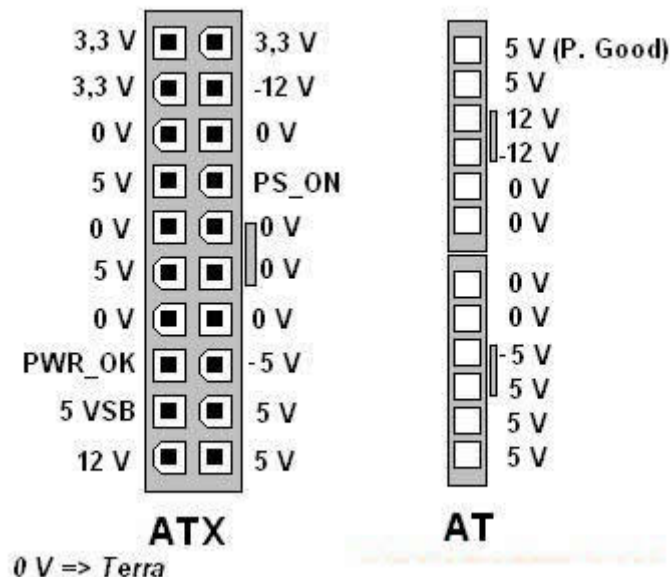 3,3 V 3,3 V
3,3 V -12 V
0 V 0 V
5 V PS_ON
0 V 0 V
5 V 0 V
0 V 0 V
PWR_OK -5 V
5 VSB 5 V
12 V 5 V
ATX
0 V => Terra
5 V (P. Good)
5 V
12 V
-12 V
0 V
0 V
0 V
0 V
-5 V
5 V
5 V
5 V
AT